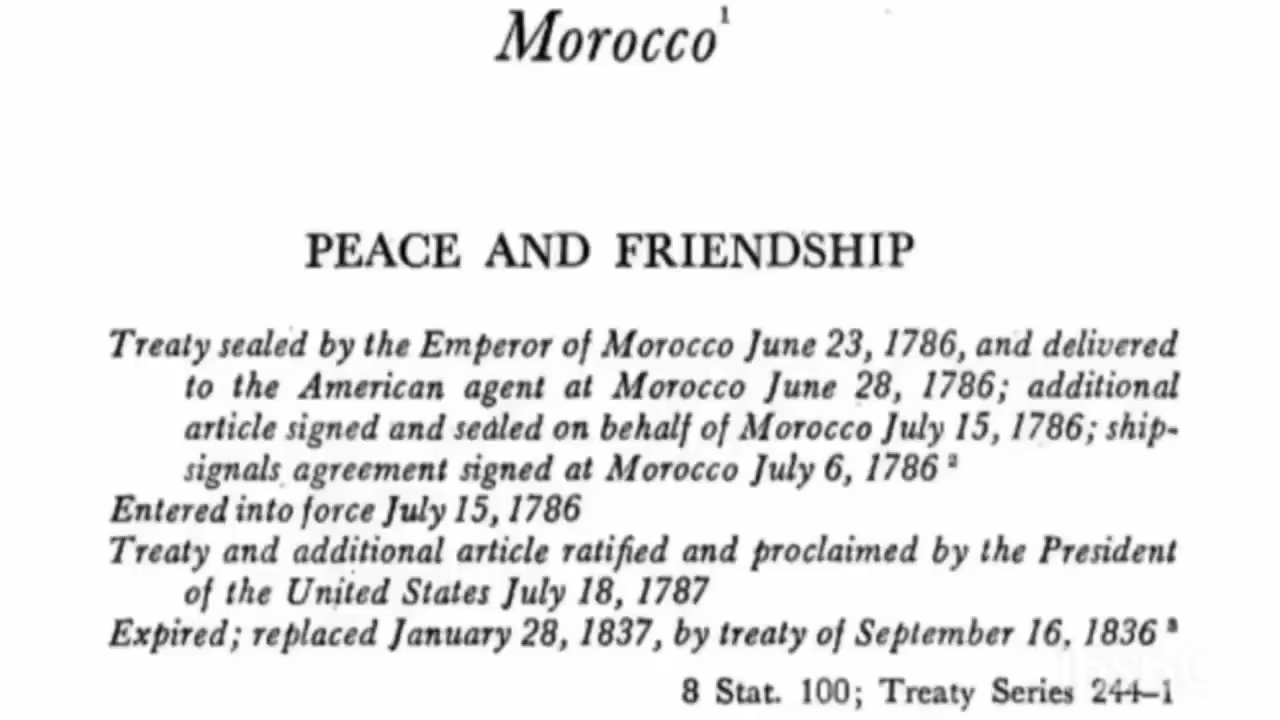 Morocco¹
PEACE AND FRIENDSHIP
Treaty sealed by the Emperor of Morocco June 23, 1786, and delivered
to the American agent at Morocco June 28, 1786; additional
article signed and sealed on behalf of Morocco July 15, 1786; ship-
signals agreement signed at Morocco July 6, 1786 ²
Entered into force July 15, 1786
Treaty and additional article ratified and proclaimed by the President
of the United States July 18, 1787
Expired; replaced January 28, 1837, by treaty of September 16, 1836 ³
8 Stat. 100; Treaty Series 244–1